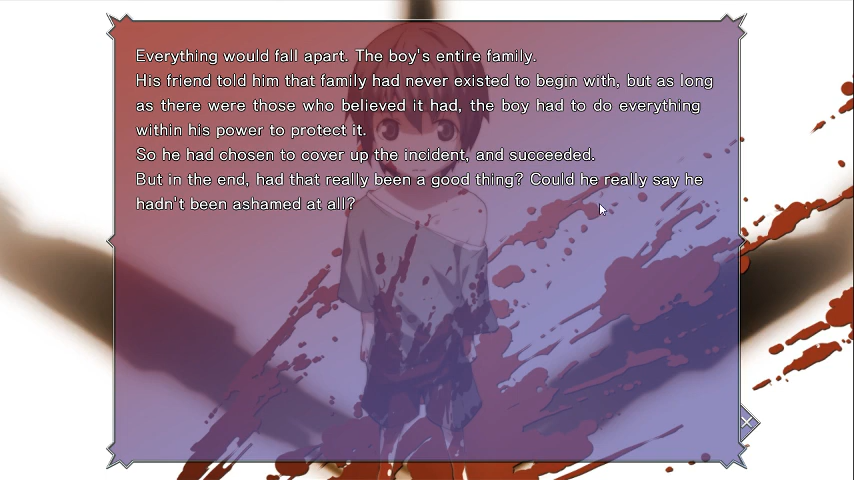 Everything would fall apart. The boy's entire family.
His friend told him that family had never existed to begin with, but as long
as there were those who believed it had, the boy had to do everything
within his power to protect it.
So he had chosen to cover up the incident, and succeeded.
But in the end, had that really been a good thing? Could he really say he
hadn't been ashamed at all?